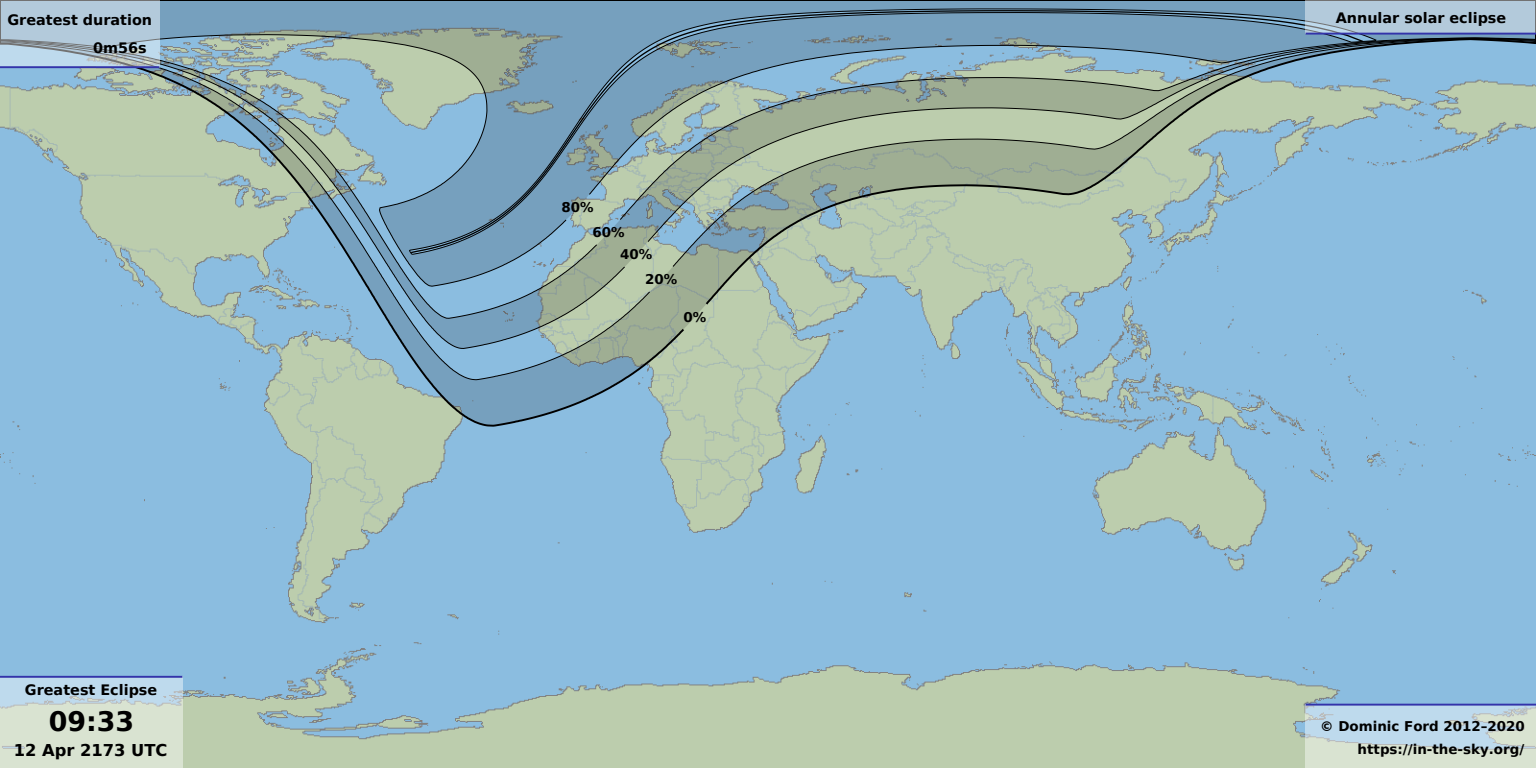 Greatest duration
0m56s
Annular solar eclipse
80%
60%
40%
20%
0%
Greatest Eclipse
09:33
12 Apr 2173 UTC
© Dominic Ford 2012–2020
https://in-the-sky.org/